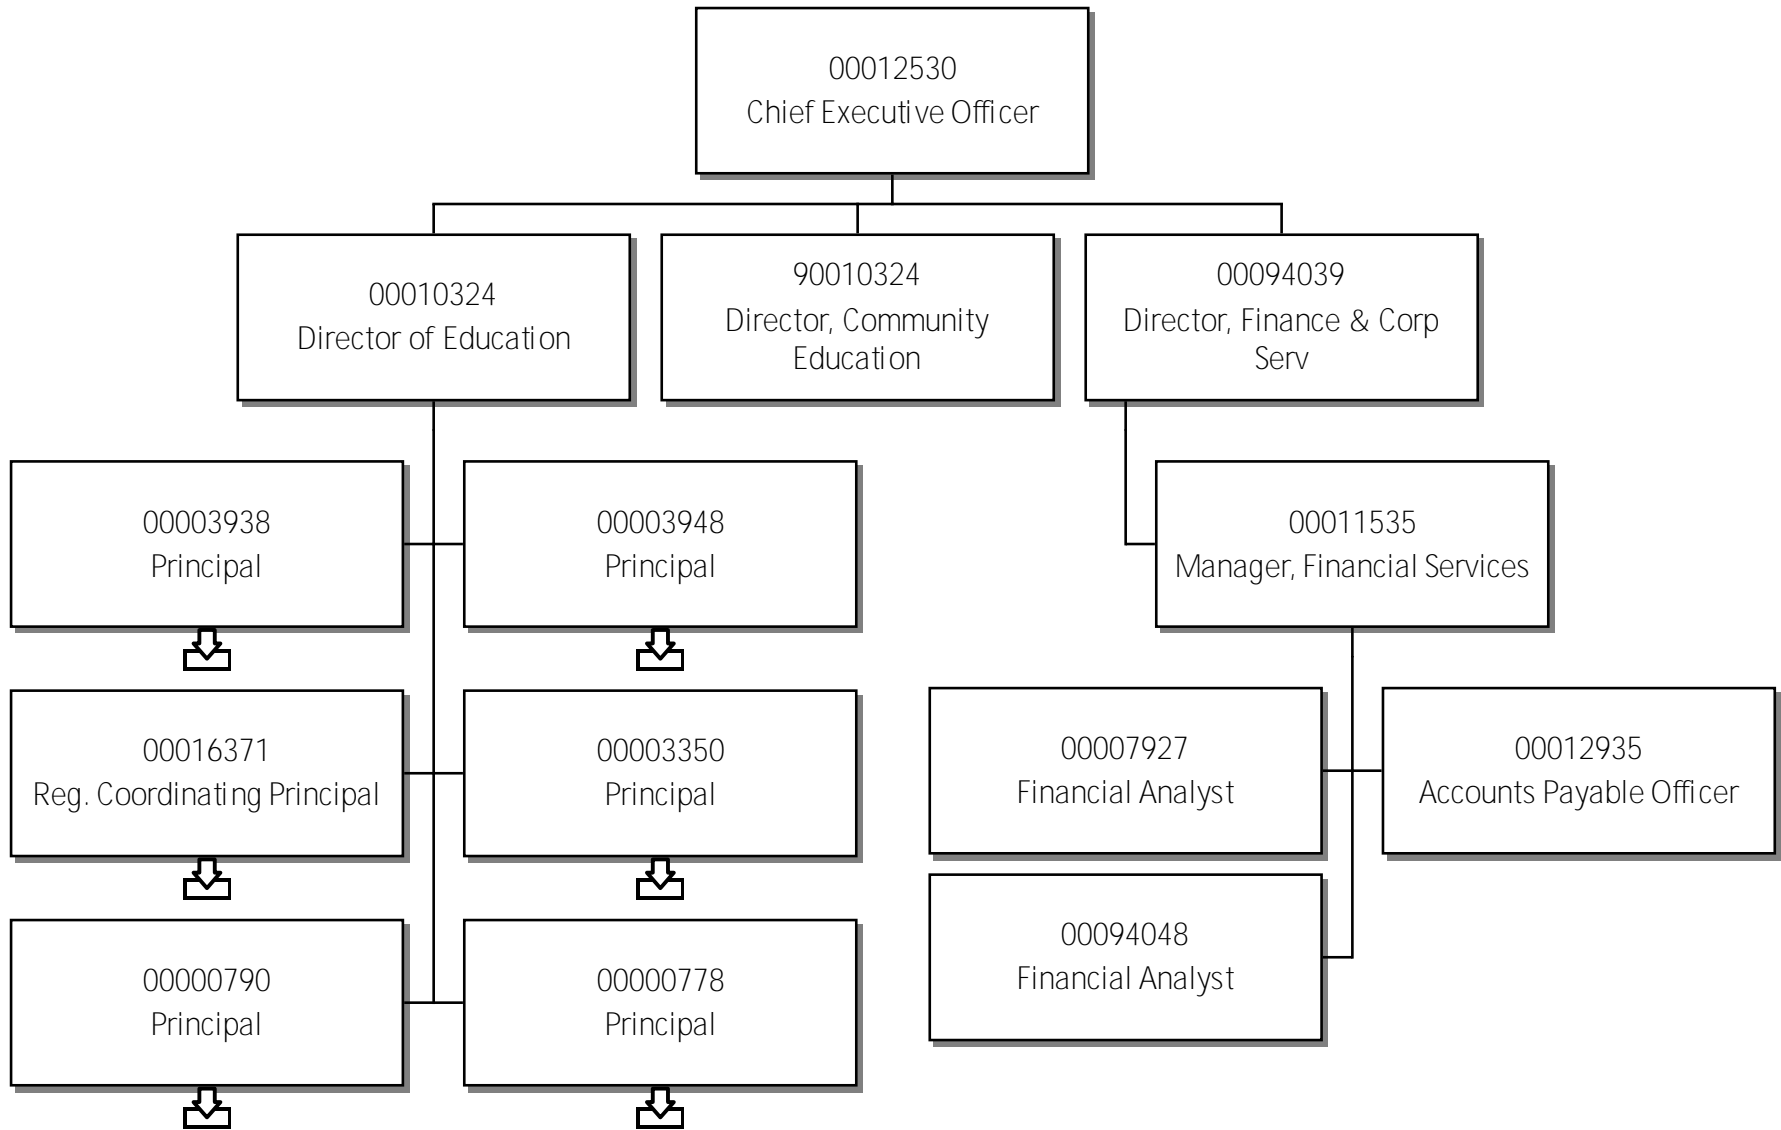 00012530
Chief Executive Officer
00010324
Director of Education
90010324
Director, Community
Education
00094039
Director, Finance & Corp
Serv
00003938
Principal
00003948
Principal
00011535
Manager, Financial Services
00016371
Reg. Coordinating Principal
00003350
Principal
00007927
Financial Analyst
00012935
Accounts Payable Officer
00000790
Principal
00000778
Principal
00094048
Financial Analyst